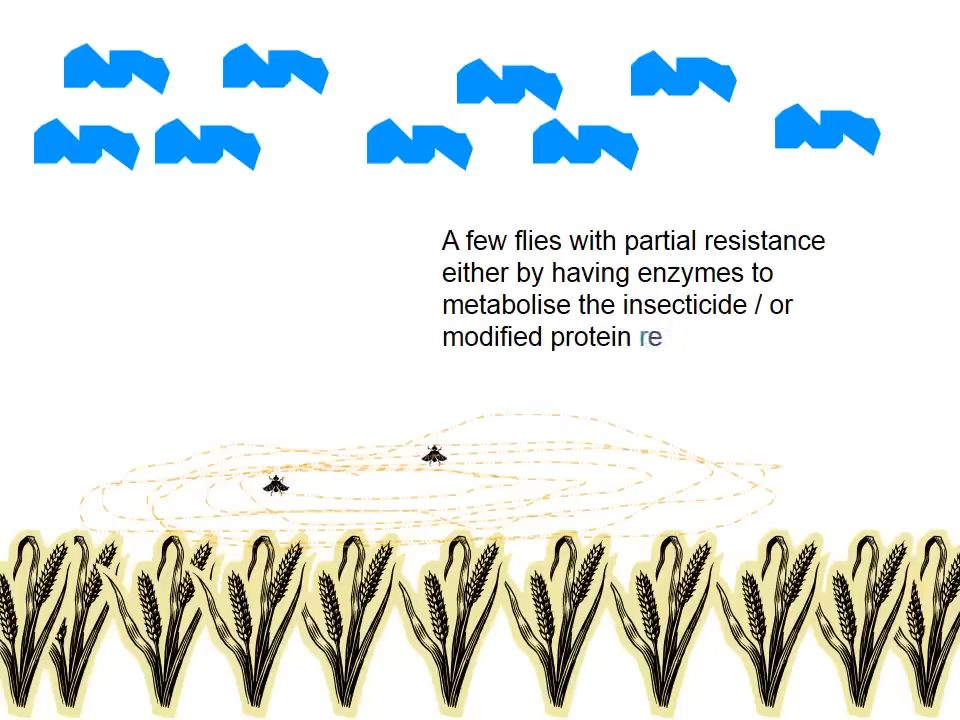 A few flies with partial resistance
either by having enzymes to
metabolise the insecticide / or
modified protein re